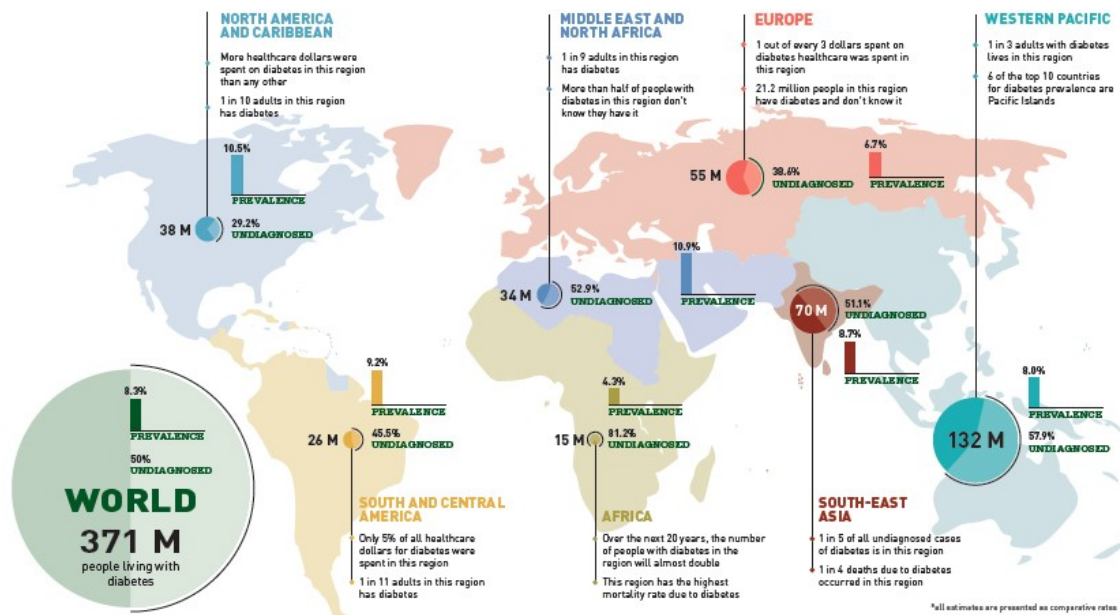 NORTH AMERICA
AND CARIBBEAN
More healthcare dollars were
spent on diabetes in this region
than any other
1 in 10 adults in this region
has diabetes
MIDDLE EAST AND
NORTH AFRICA
1 in 9 adults in this region
has diabetes
More than half of people with
diabetes in this region don't
know they have it
EUROPE
1 out of every 3 dollars spent on
diabetes healthcare was spent in
this region
21.2 million people in this region
have diabetes and don't know it
WESTERN PACIFIC
1 in 3 adults with diabetes
lives in this region
6 of the top 10 countries
for diabetes prevalence are
Pacific Islands
10.5%
PREVALENCE
38 M
29.2%
UNDIAGNOSED
55 M
38.6%
UNDIAGNOSED
6.7%
PREVALENCE
34 M
52.9%
UNDIAGNOSED
10.9%
PREVALENCE
70 M
51.1%
UNDIAGNOSED
8.7%
PREVALENCE
9.2%
PREVALENCE
26 M
45.5%
UNDIAGNOSED
4.3%
PREVALENCE
15 M
81.2%
UNDIAGNOSED
8.0%
PREVALENCE
132 M
57.9%
UNDIAGNOSED
8.3%
PREVALENCE
50%
UNDIAGNOSED
WORLD
371 M
people living with
diabetes
SOUTH AND CENTRAL
AMERICA
Only 5% of all healthcare
dollars for diabetes were
spent in this region
1 in 11 adults in this region
has diabetes
AFRICA
Over the next 20 years, the number
of people with diabetes in the
region will almost double
This region has the highest
mortality rate due to diabetes
SOUTH-EAST
ASIA
1 in 5 of all undiagnosed cases
of diabetes is in this region
1 in 4 deaths due to diabetes
occurred in this region
*all estimates are presented as comparative rates